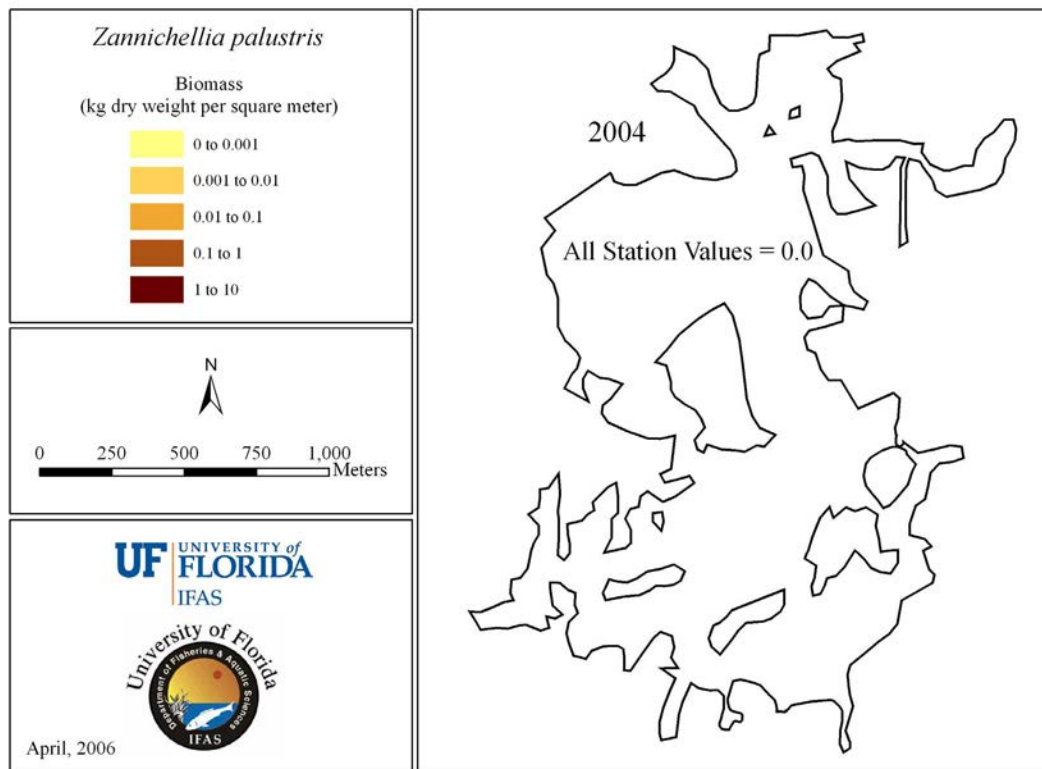 Zannichellia palustris
Biomass
(kg dry weight per square meter)
0 to 0.001
0.001 to 0.01
0.01 to 0.1
0.1 to 1
1 to 10
N
0 250 500 750 1,000
Meters
UF UNIVERSITY of
FLORIDA
IFAS
University of Florida
Department of Fisheries & Aquatic Sciences
IFAS
April, 2006
2004
All Station Values = 0.0